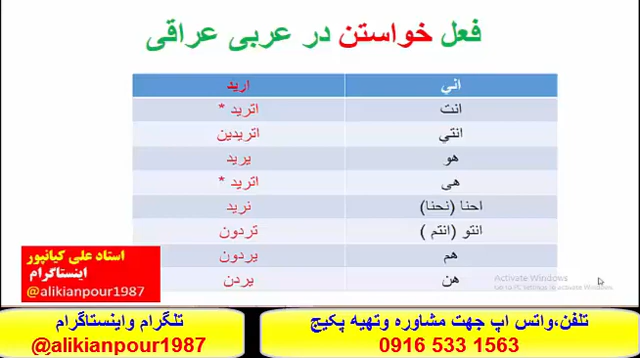 فعل خواستن در عربی عراقی
اني ارید
انت اترید *
انتي اتریدین
هو یرید
هی اترید *
احنا (نحنا) نرید
انتو (انتم ) تردون
هم یردون
هن یردن
استاد علی کیانپور
اینستاگرام
@alikianpour1987
Activate Windows
تلفن،واتس اپ جهت مشاوره وتهیه پکیج
0916 533 1563
تلگرام واینستاگرام
@alikianpour1987